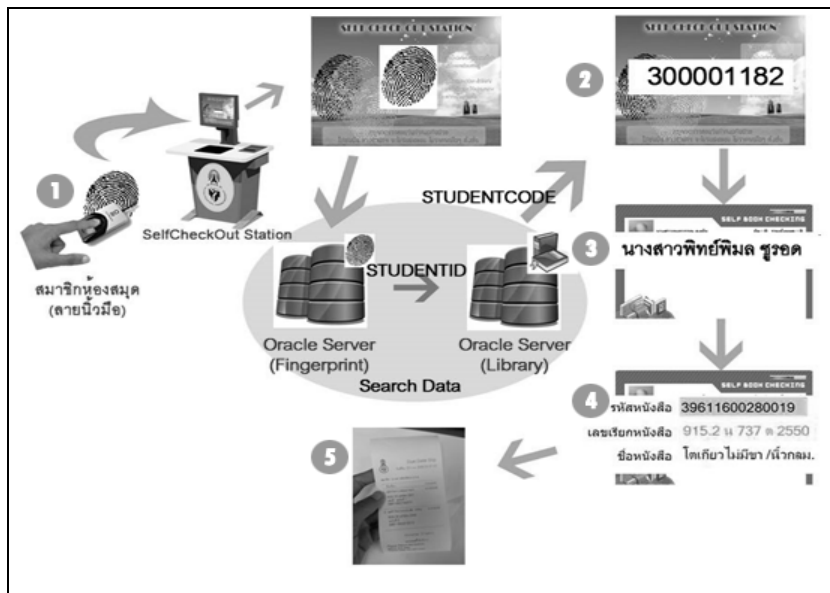 SELF CHECK OUT STATION
SELF CHECK OUT STATION
2
300001182
1
SelfCheckOut Station
สมาชิกห้องสมุด
(ลายนิ้วมือ)
STUDENTCODE
STUDENTID
Oracle Server
(Fingerprint)
Oracle Server
(Library)
Search Data
SELF BOOK CHECKING
3
นางสาวพิทย์พิมล ชูรอด
SELF BOOK CHECKING
4
รหัสหนังสือ 39611600280019
เลขเรียกหนังสือ 915.2 น 737 ต 2550
ชื่อหนังสือ โตเกียวไม่มีขา /นิ้วกลม.
5